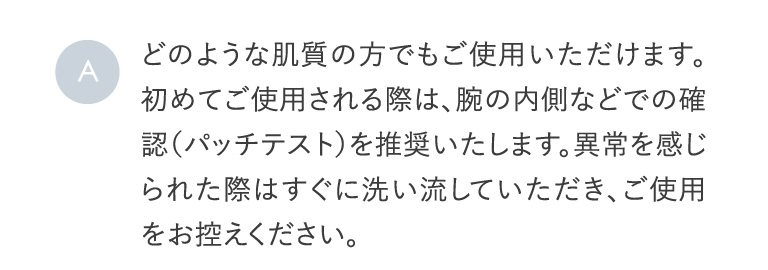 A
どのような肌質の方でもご使用いただけます。
初めてご使用される際は、腕の内側などでの確
認（パッチテスト）を推奨いたします。異常を感じ
られた際はすぐに洗い流していただき、ご使用
をお控えください。